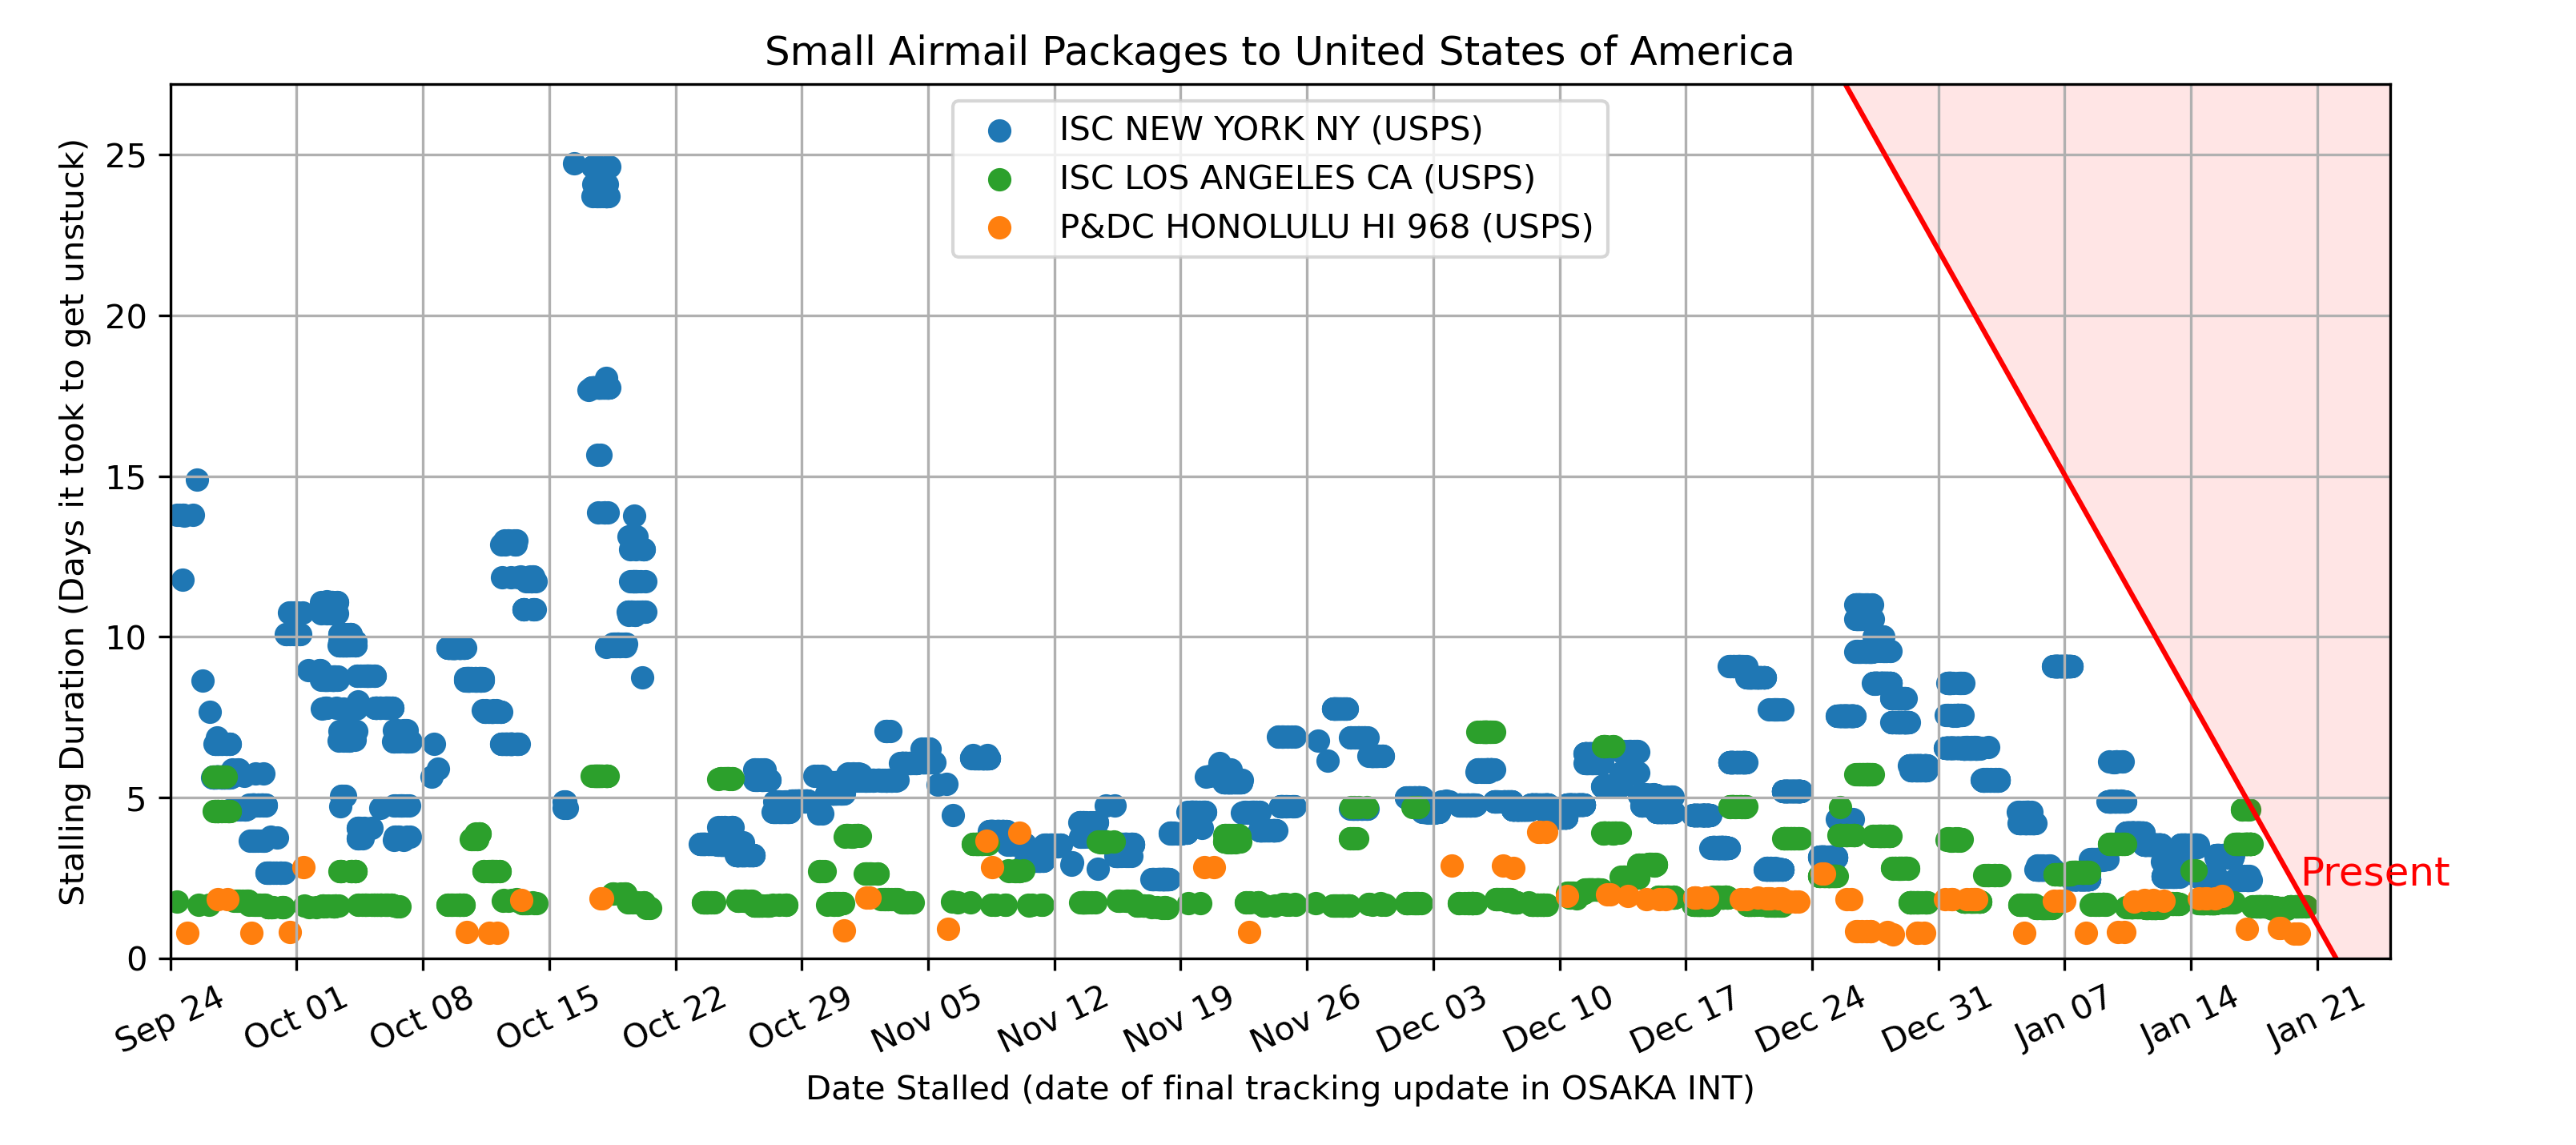 Small Airmail Packages to United States of America
ISC NEW YORK NY (USPS)
ISC LOS ANGELES CA (USPS)
P&DC HONOLULU HI 968 (USPS)
Stalling Duration (Days it took to get unstuck)
25
20
15
10
5
0
Present
Sep 24
Oct 01
Oct 08
Oct 15
Oct 22
Oct 29
Nov 05
Nov 12
Nov 19
Nov 26
Dec 03
Dec 10
Dec 17
Dec 24
Dec 31
Jan 07
Jan 14
Jan 21
Date Stalled (date of final tracking update in OSAKA INT)